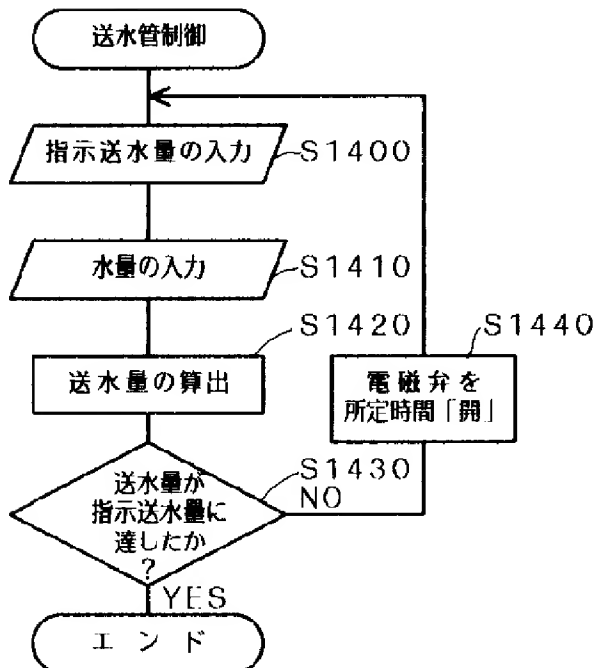 送水管制御
指示送水量の入力
S1400
水量の入力
S1410
S1420
送水量の算出
S1440
電磁弁を
所定時間「開」
S1430
送水量が
指示送水量に
達したか
?
NO
YES
エンド